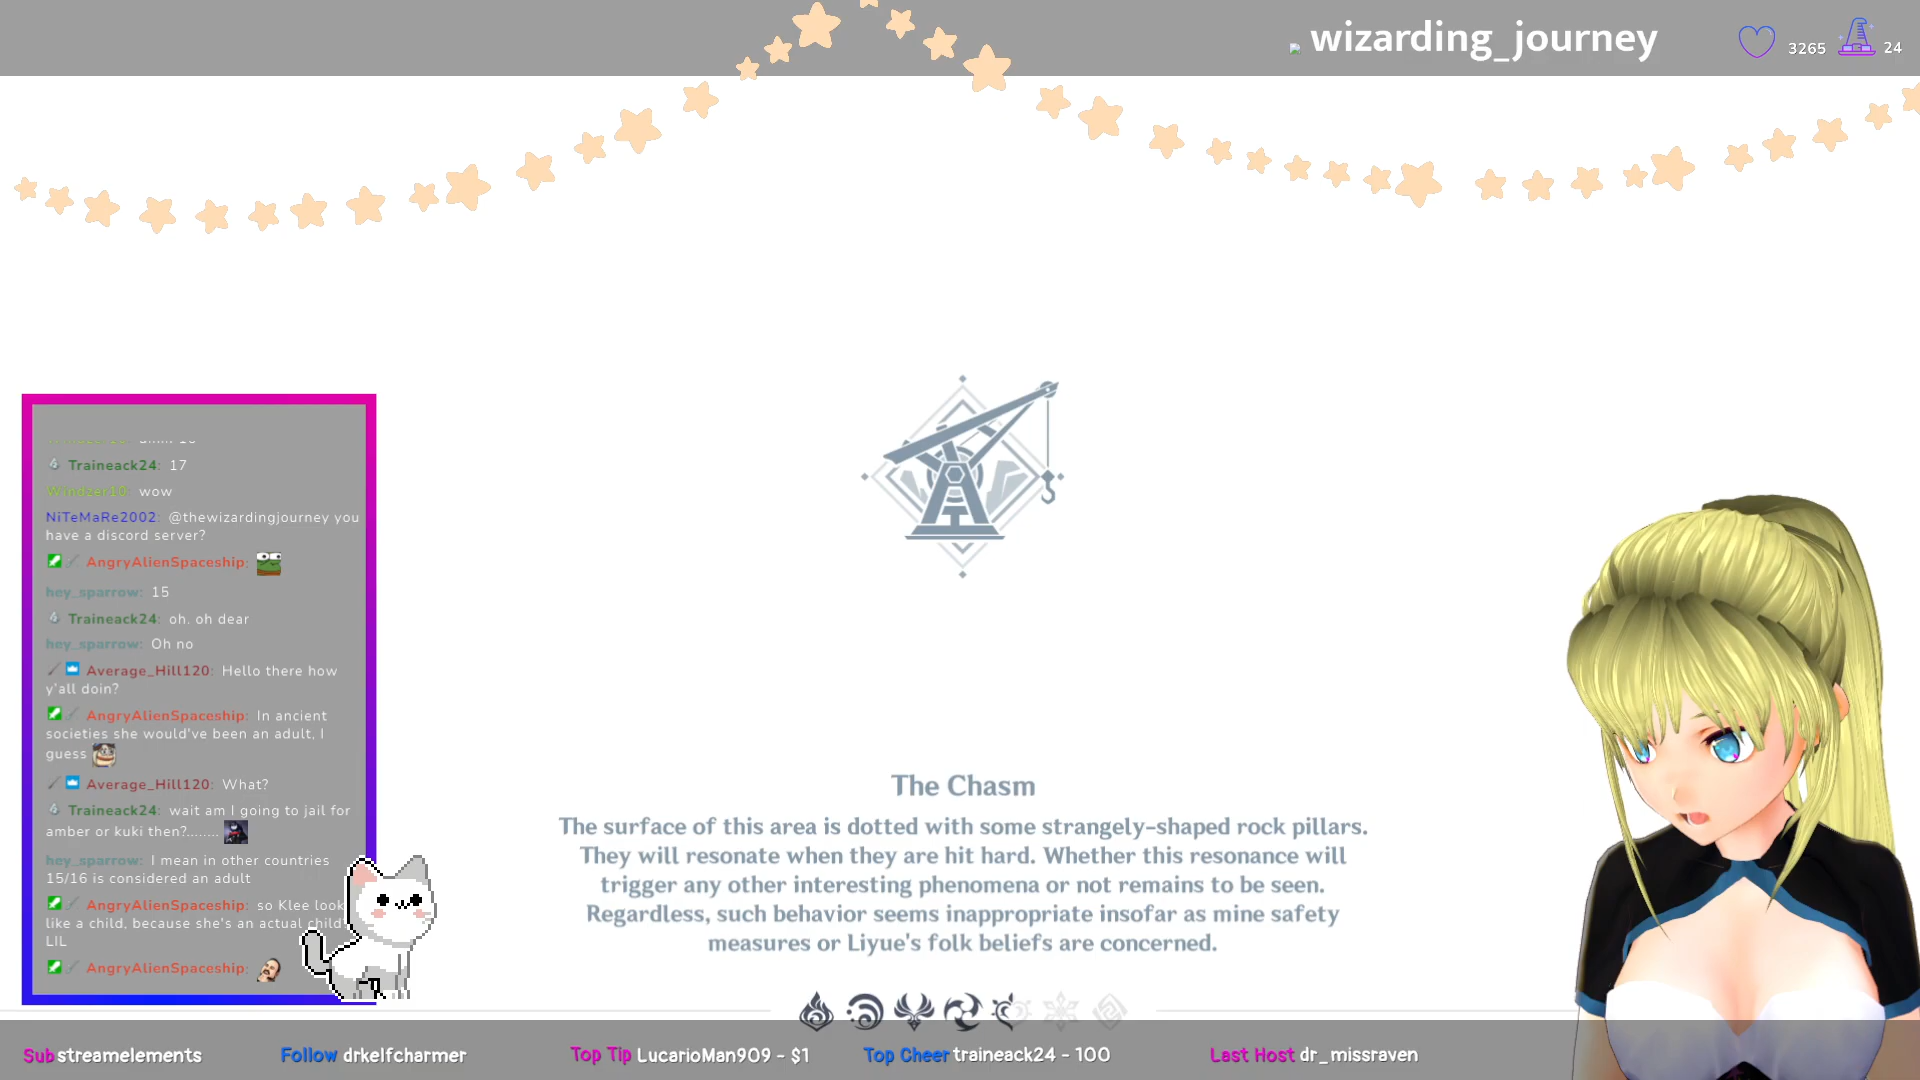 wizarding_journey
3265
24
Traineack24: 17
Windzer10: wow
NiTeMaRe2002: @thewizardingjourney you
have a discord server?
AngryAlienSpaceship:
hey_sparrow: 15
Traineack24: oh. oh dear
hey_sparrow: Oh no
Average_Hill120: Hello there how
y'all doin?
AngryAlienSpaceship: In ancient
societies she would've been an adult, I
guess
Average_Hill120: What?
Traineack24: wait am I going to jail for
amber or kuki then?........
hey_sparrow: I mean in other countries
15/16 is considered an adult
AngryAlienSpaceship: so Klee look
like a child, because she's an actual child
LIL
AngryAlienSpaceship:
The Chasm
The surface of this area is dotted with some strangely-shaped rock pillars.
They will resonate when they are hit hard. Whether this resonance will
trigger any other interesting phenomena or not remains to be seen.
Regardless, such behavior seems inappropriate insofar as mine safety
measures or Liyue's folk beliefs are concerned.
Sub streamelements
Follow drkelfcharmer
Top Tip LucarioMan909 - $1
Top Cheer traineack24 - 100
Last Host dr_missraven